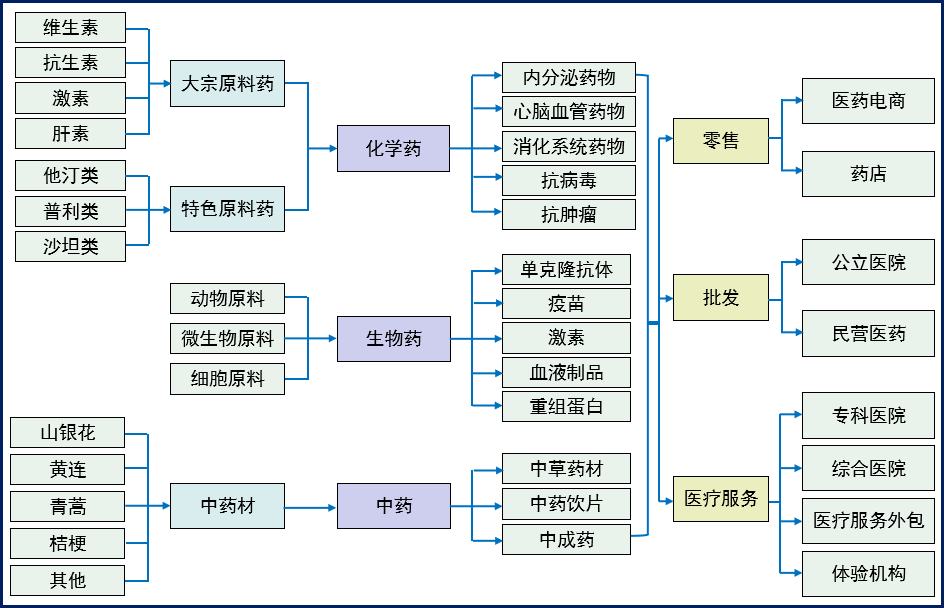 维生素
抗生素
激素
肝素
大宗原料药
他汀类
普利类
沙坦类
特色原料药
化学药
内分泌药物
心脑血管药物
消化系统药物
抗病毒
抗肿瘤
动物原料
微生物原料
细胞原料
生物药
单克隆抗体
疫苗
激素
血液制品
重组蛋白
山银花
黄连
青蒿
桔梗
其他
中药材
中药
中草药材
中药饮片
中成药
零售
医药电商
药店
批发
公立医院
民营医药
医疗服务
专科医院
综合医院
医疗服务外包
体验机构